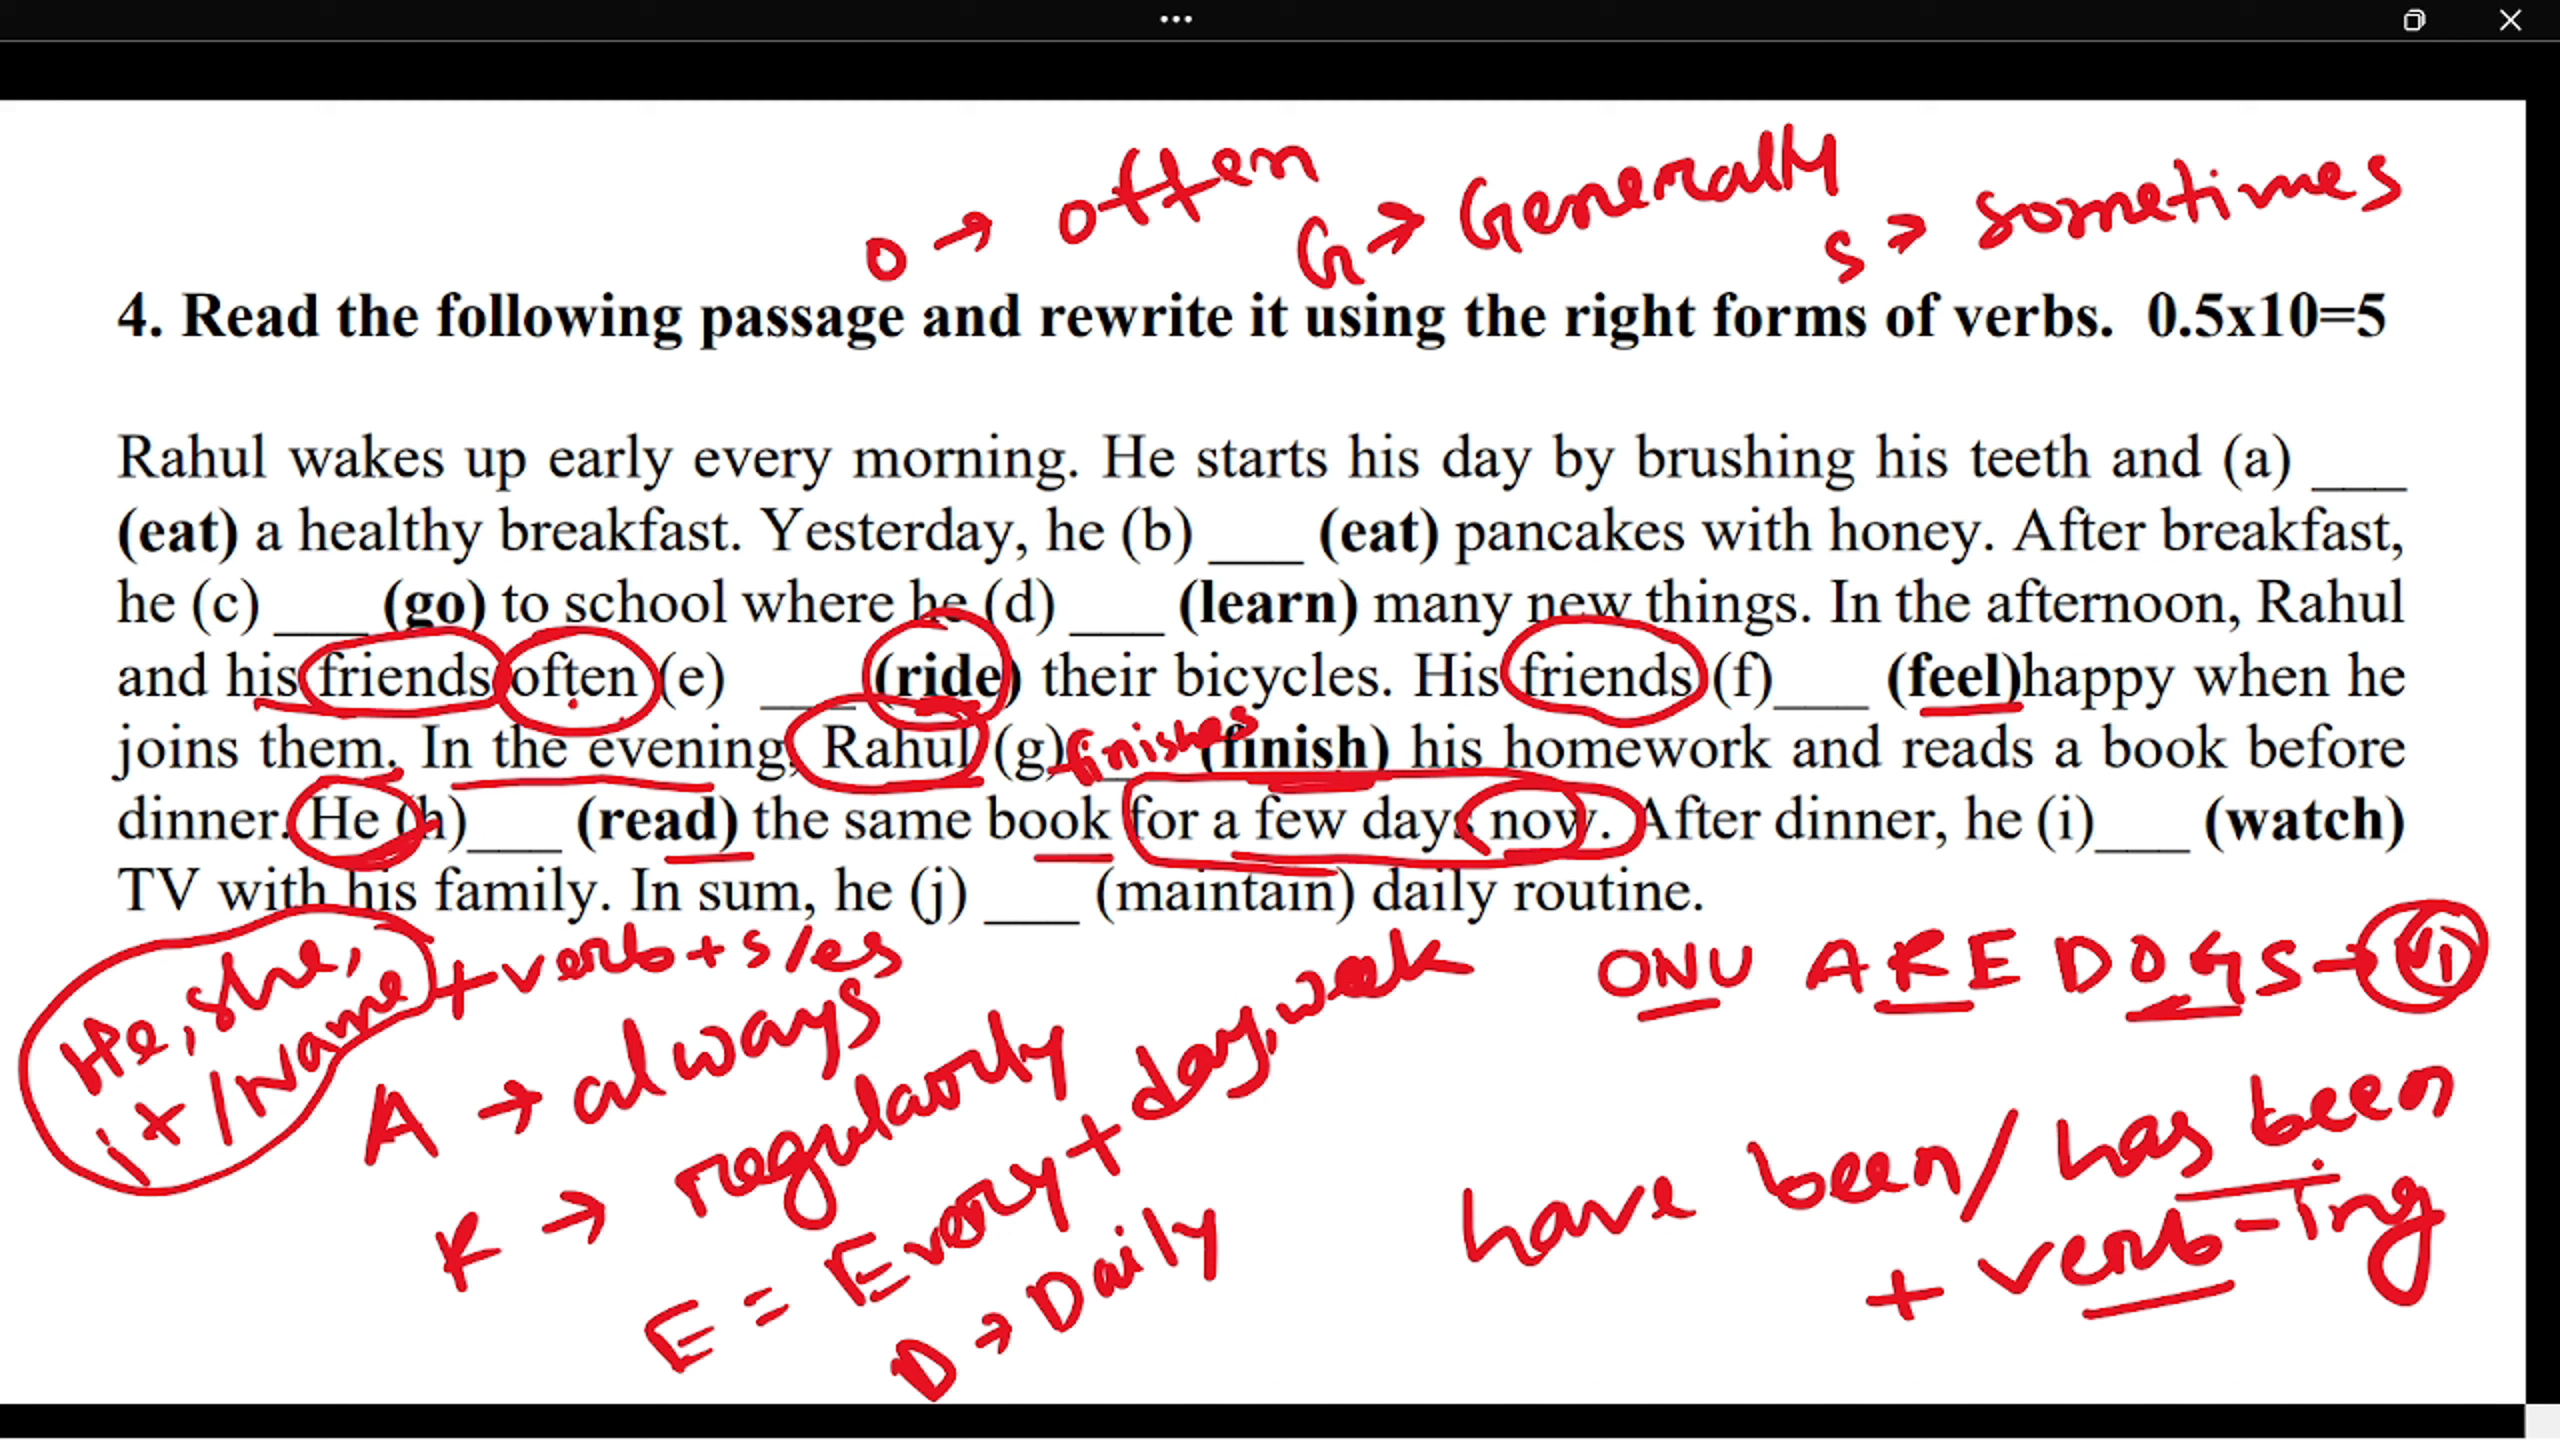 O → often
G → Generally
S → sometimes
4. Read the following passage and rewrite it using the right forms of verbs. 0.5x10=5
Rahul wakes up early every morning. He starts his day by brushing his teeth and (a) ___
(eat) a healthy breakfast. Yesterday, he (b) ___ (eat) pancakes with honey. After breakfast,
he (c) ___ (go) to school where he (d) ___ (learn) many new things. In the afternoon, Rahul
and his friends often (e) ___ (ride) their bicycles. His friends (f)___ (feel)happy when he
joins them. In the evening, Rahul (g) finishes ___ (finish) his homework and reads a book before
dinner. He (h)___ (read) the same book for a few days now. After dinner, he (i)___ (watch)
TV with his family. In sum, he (j) ___ (maintain) daily routine.
He, she,
it/Name + verb + s/es
ONU ARE DOGS → V1
A → always
R → regularly
E = Every + day, week
D → Daily
have been / has been
+ verb-ing